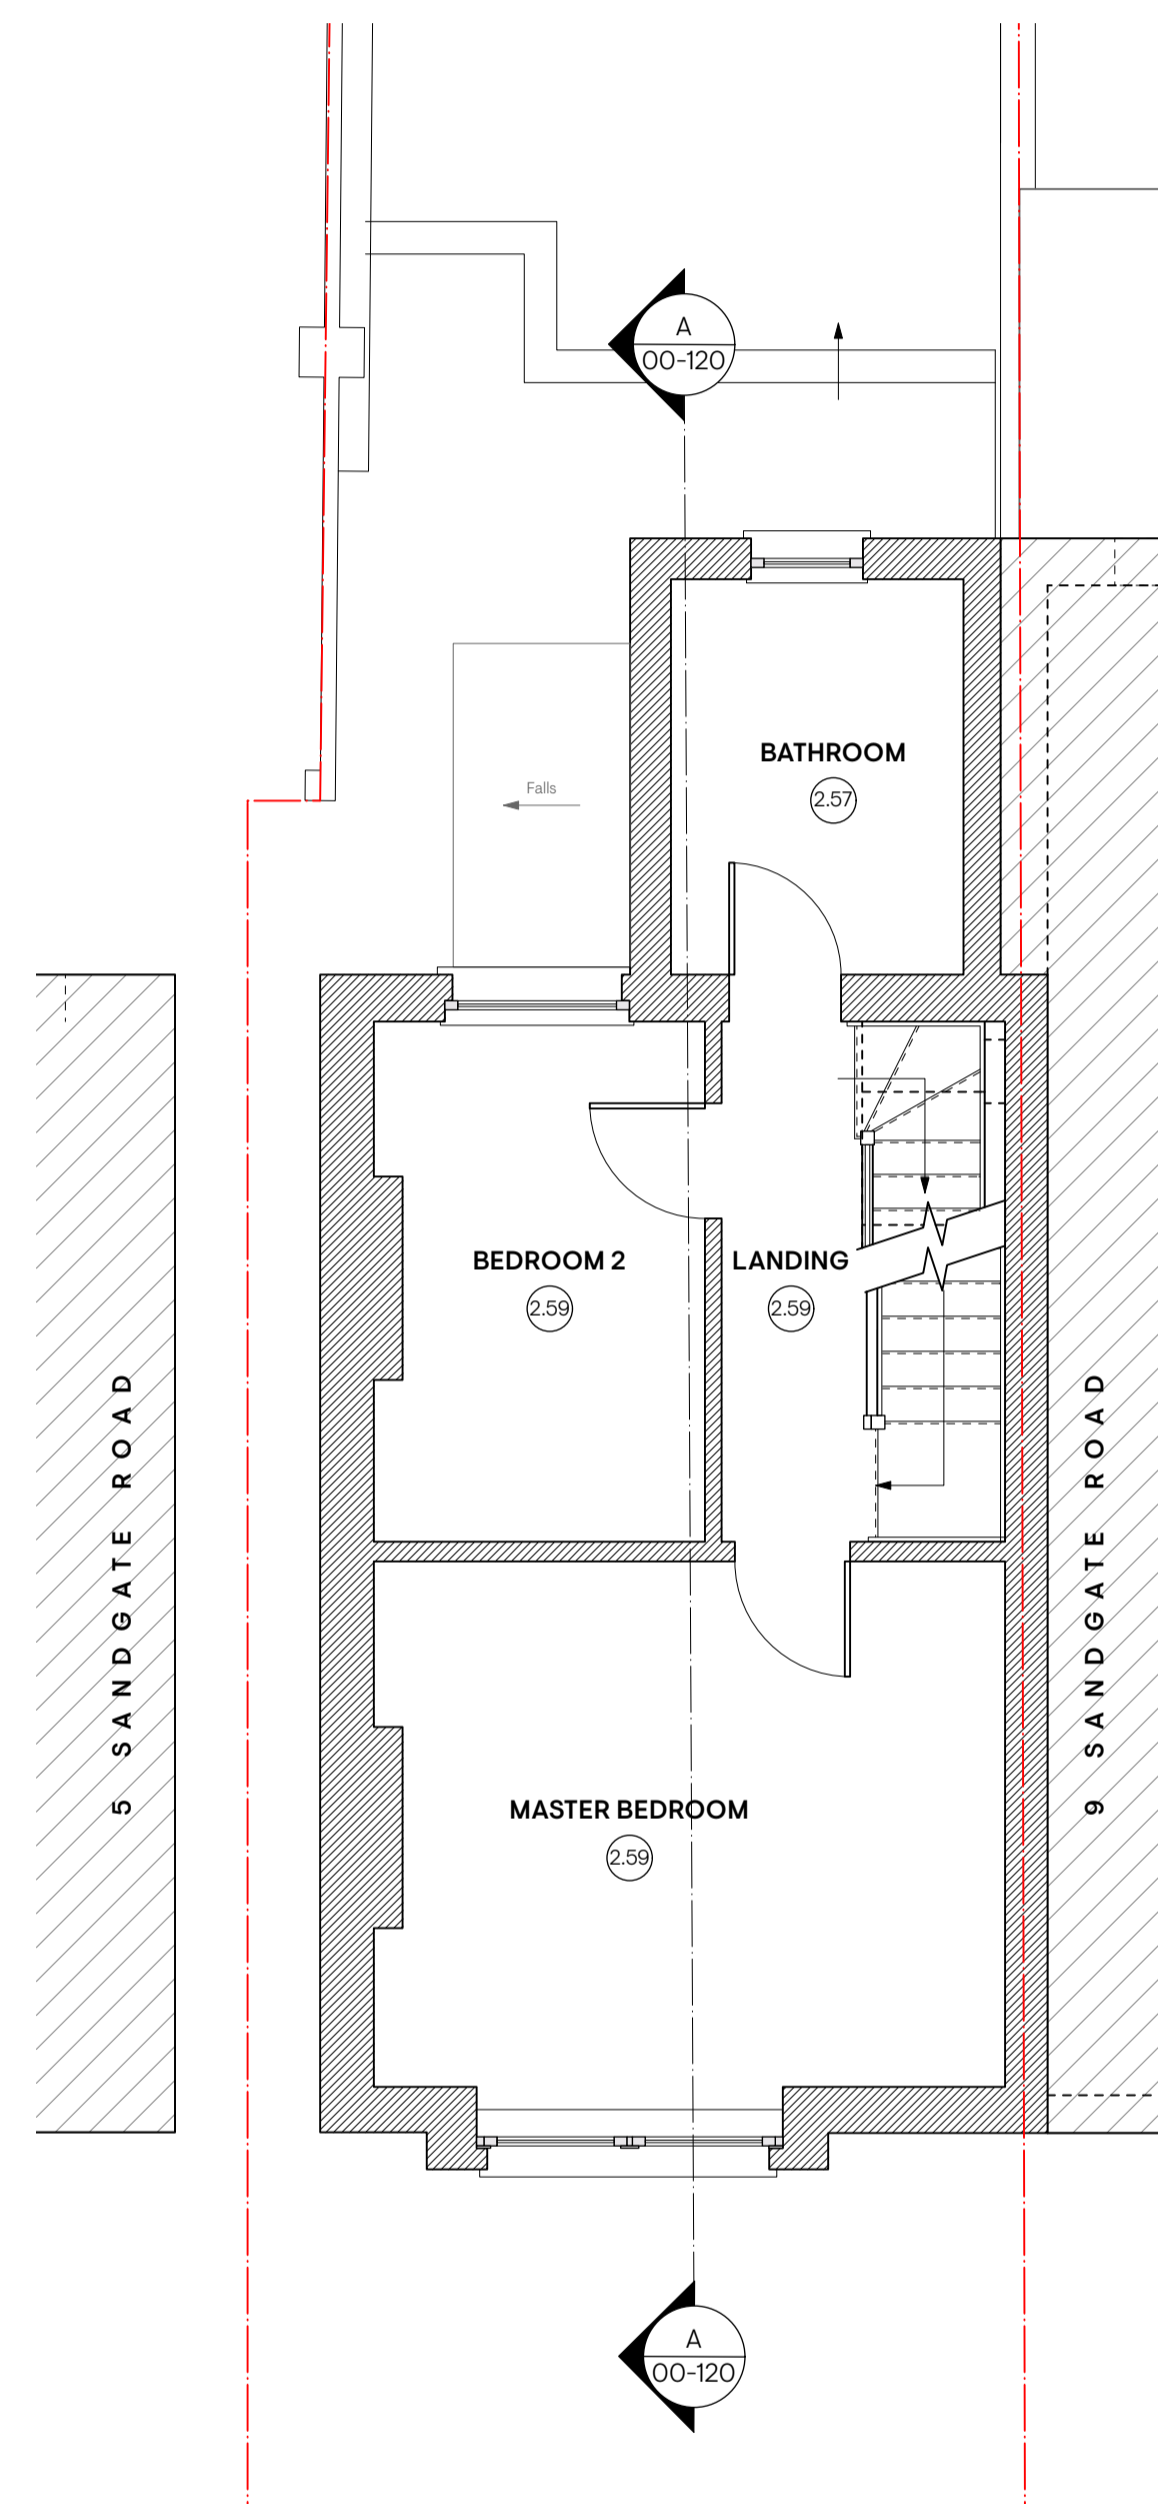 A
00-120
BATHROOM
2.57
Falls
BEDROOM 2
2.59
LANDING
2.59
5 SANDGATE ROAD
9 SANDGATE ROAD
MASTER BEDROOM
2.59
A
00-120